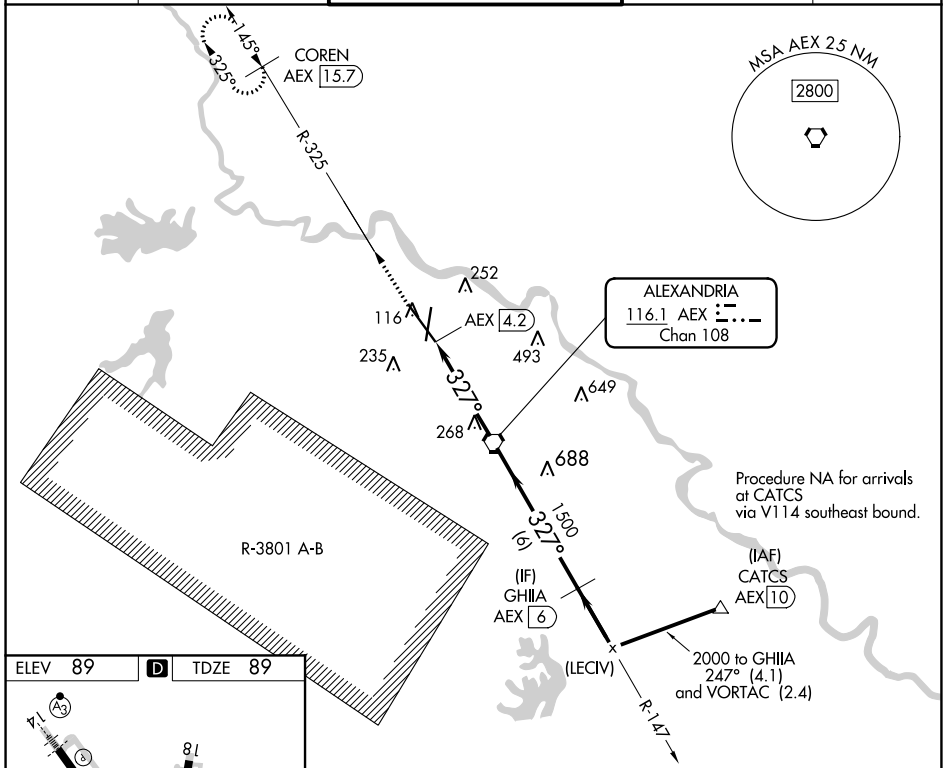 145°
325°
COREN
AEX 15.7
R-325
MSA AEX 25 NM
2800
252
116
AEX 4.2
235
493
ALEXANDRIA
116.1 AEX
Chan 108
327°
649
268
688
Procedure NA for arrivals
at CATCS
via V114 southeast bound.
R-3801 A-B
1500
327°
(6)
(IF)
GHIIA
AEX 6
(IAF)
CATCS
AEX 10
(LECIV)
2000 to GHIIA
247° (4.1)
and VORTAC (2.4)
R-147
ELEV 89
D
TDZE 89
A3
14
P
18